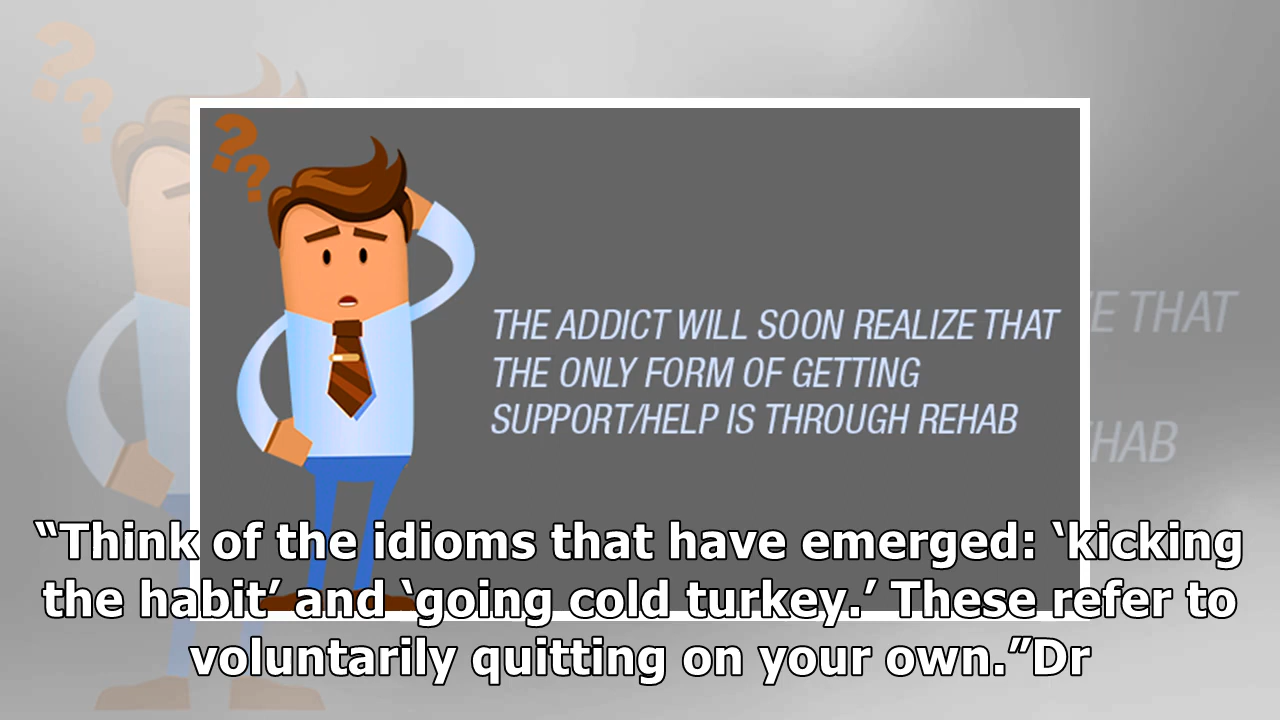 ??
??
THE ADDICT WILL SOON REALIZE THAT
THE ONLY FORM OF GETTING
SUPPORT/HELP IS THROUGH REHAB
E THAT
HAB
“Think of the idioms that have emerged: ‘kicking
the habit’ and ‘going cold turkey.’ These refer to
voluntarily quitting on your own.”Dr